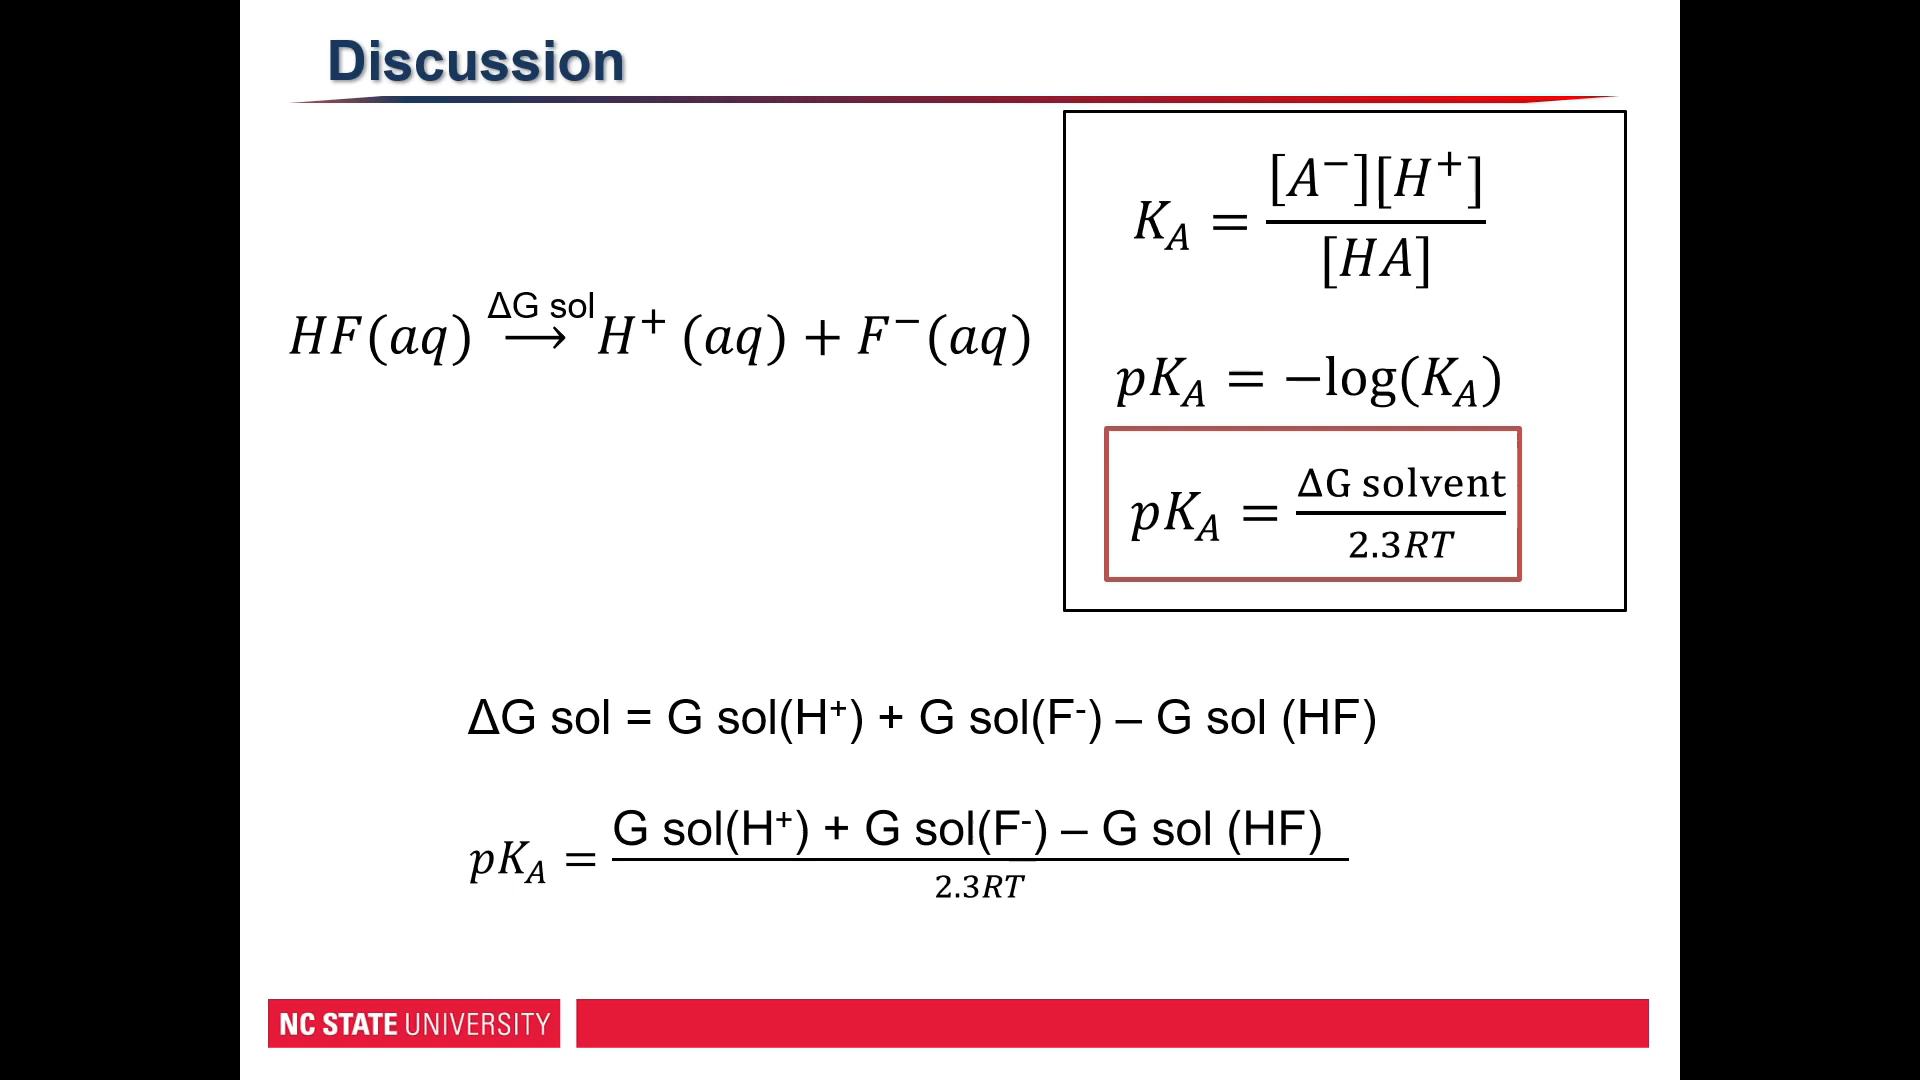 Discussion
K_A = [A⁻][H⁺] / [HA]
HF(aq) ⟶ H⁺ (aq) + F⁻(aq)
ΔG sol
pK_A = −log(K_A)
pK_A = ΔG solvent / 2.3RT
ΔG sol = G sol(H⁺) + G sol(F⁻) – G sol (HF)
pK_A = G sol(H⁺) + G sol(F⁻) – G sol (HF) / 2.3RT
NC STATE UNIVERSITY